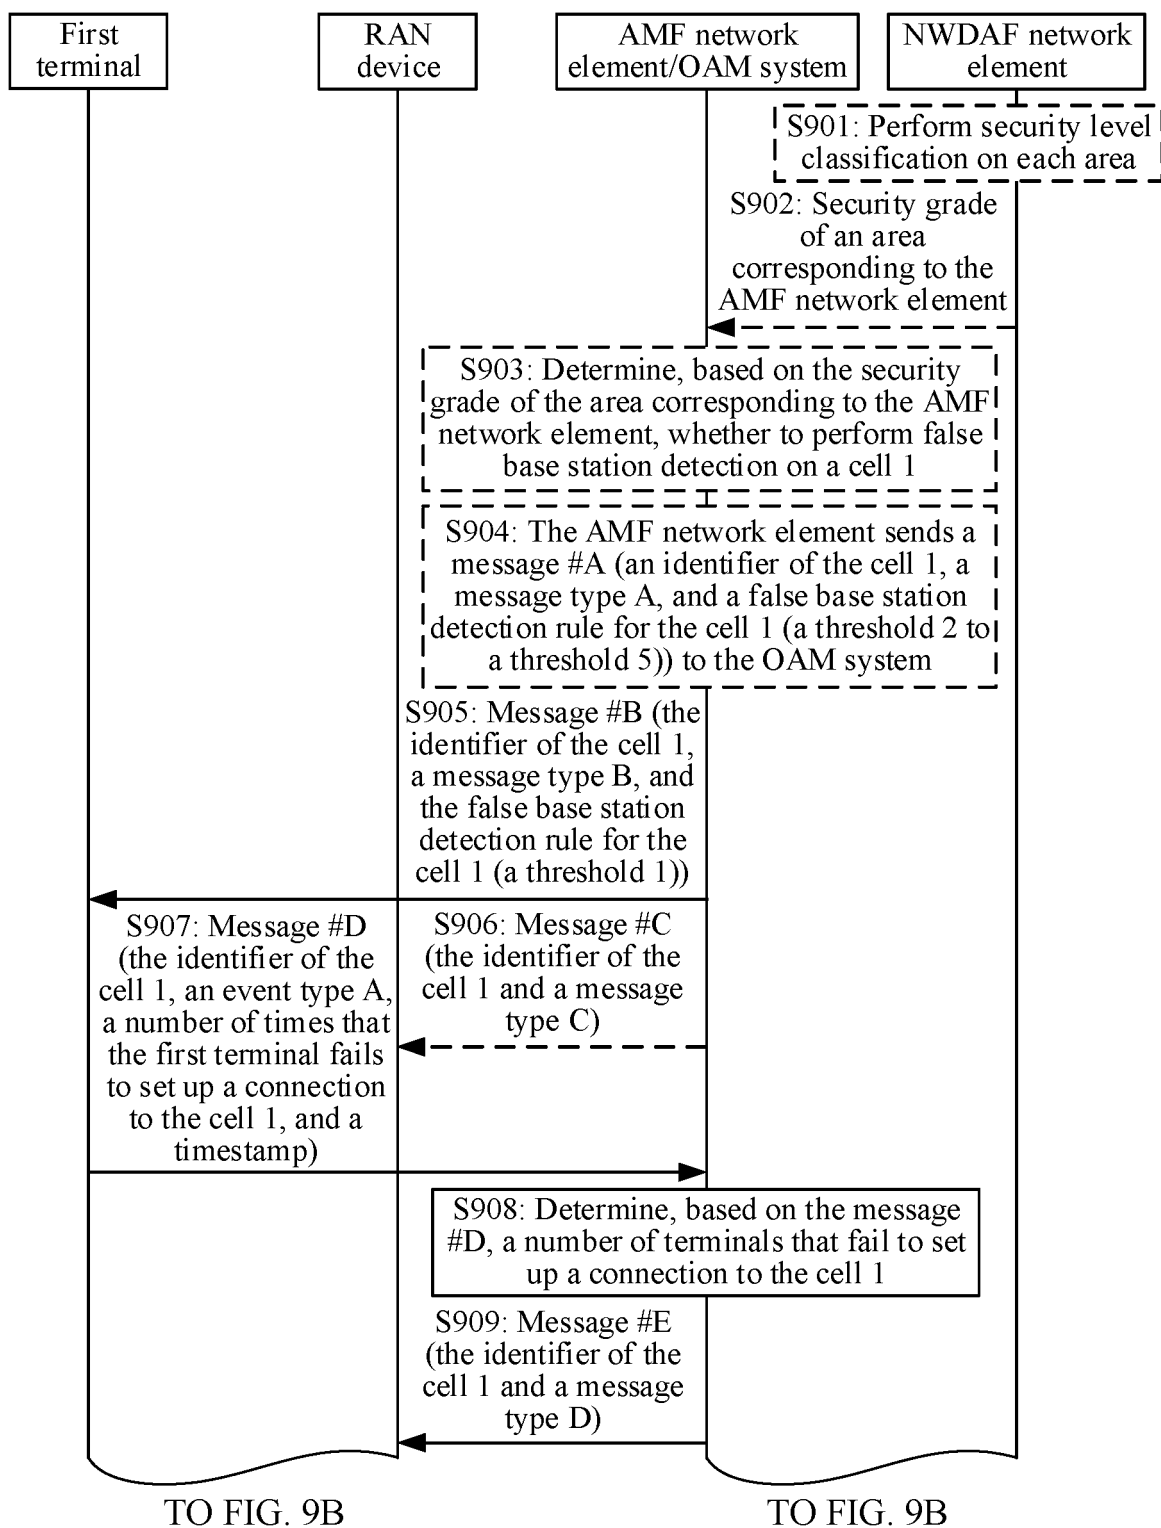 First
terminal
RAN
device
AMF network
element/OAM system
NWDAF network
element
S901: Perform security level
classification on each area
S902: Security grade
of an area
corresponding to the
AMF network element
S903: Determine, based on the security
grade of the area corresponding to the AMF
network element, whether to perform false
base station detection on a cell 1
S904: The AMF network element sends a
message #A (an identifier of the cell 1, a
message type A, and a false base station
detection rule for the cell 1 (a threshold 2 to
a threshold 5)) to the OAM system
S905: Message #B (the
identifier of the cell 1,
a message type B, and
the false base station
detection rule for the
cell 1 (a threshold 1))
S907: Message #D
(the identifier of the
cell 1, an event type A,
a number of times that
the first terminal fails
to set up a connection
to the cell 1, and a
timestamp)
S906: Message #C
(the identifier of the
cell 1 and a message
type C)
S908: Determine, based on the message
#D, a number of terminals that fail to set
up a connection to the cell 1
S909: Message #E
(the identifier of the
cell 1 and a message
type D)
TO FIG. 9B
TO FIG. 9B